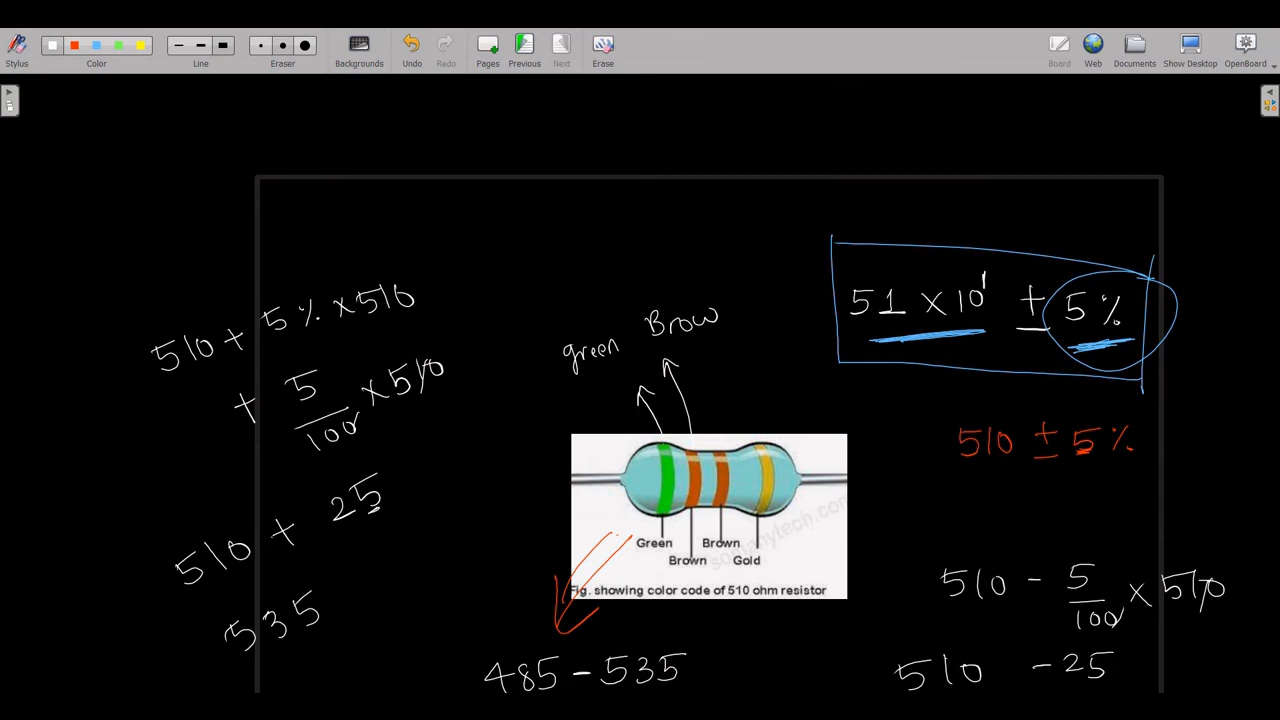 Stylus
Color
Line
Eraser
Backgrounds
Undo
Redo
Pages
Previous
Next
Erase
Board
Web
Documents
Show Desktop
OpenBoard
51 × 10¹ ± 5%
510 + 5% × 510
green
Brow
+ 5/100 × 510
510 ± 5%
510 + 25
Green
Brown
Brown
Gold
Fig. showing color code of 510 ohm resistor
510 - 5/100 × 510
535
485 - 535
510 - 25